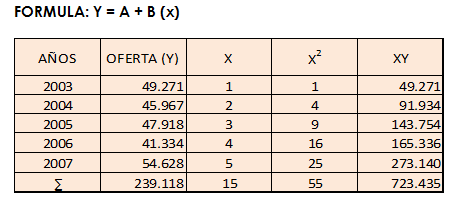 FORMULA: Y = A + B (x)
AÑOS OFERTA (Y) X X² XY
2003 49.271 1 1 49.271
2004 45.967 2 4 91.934
2005 47.918 3 9 143.754
2006 41.334 4 16 165.336
2007 54.628 5 25 273.140
∑ 239.118 15 55 723.435